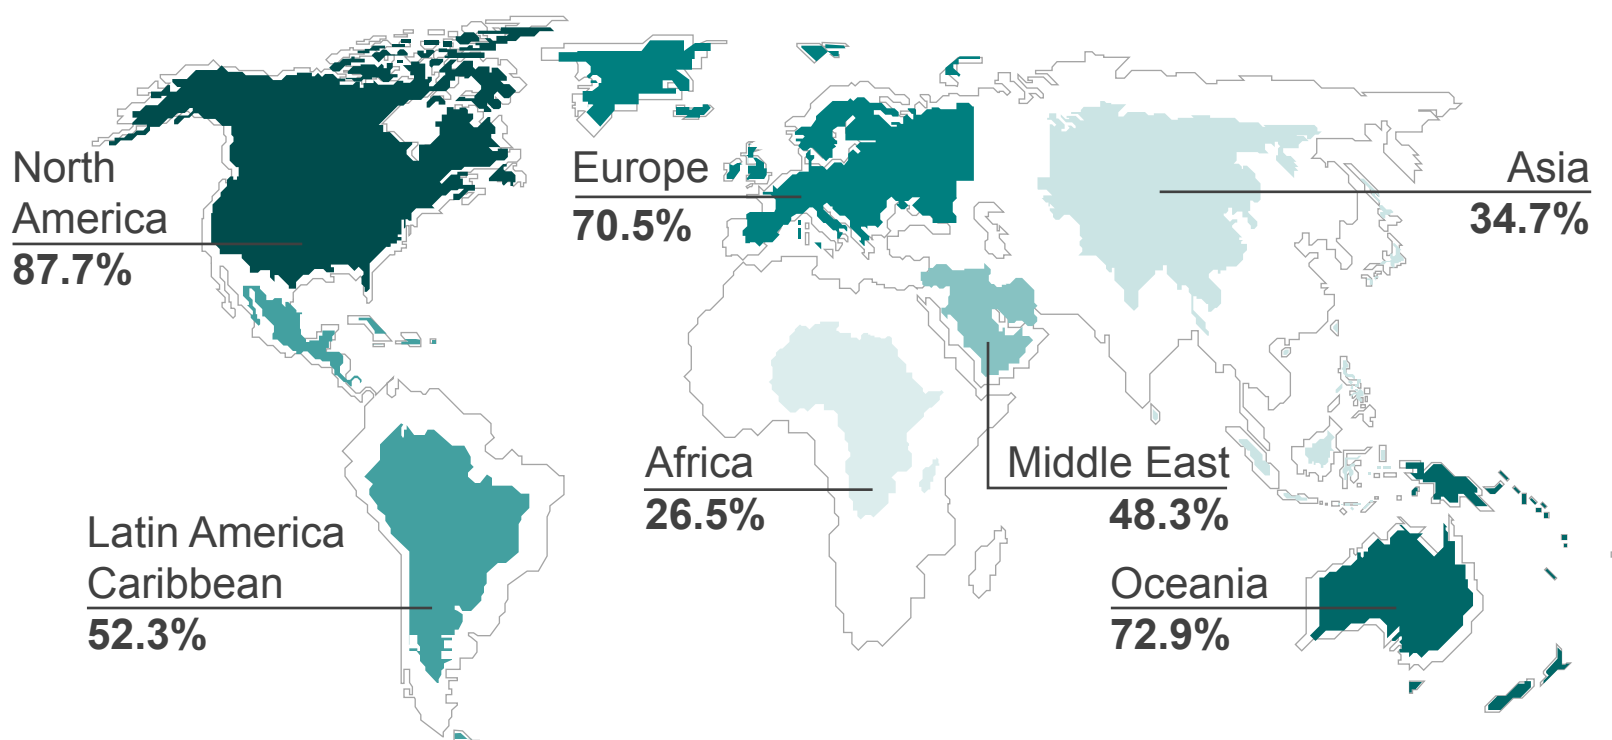 North
America
87.7%
Europe
70.5%
Asia
34.7%
Africa
26.5%
Middle East
48.3%
Latin America
Caribbean
52.3%
Oceania
72.9%